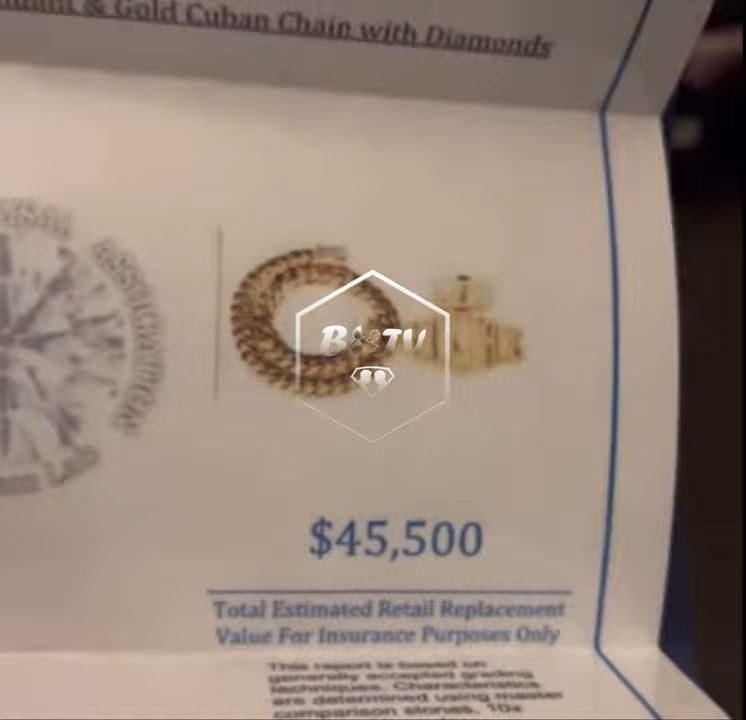 & Gold Cuban Chain with Diamonds
B TV
$45,500
Total Estimated Retail Replacement
Value For Insurance Purposes Only
This report is based on
generally accepted grading
techniques. Characteristics
are determined using master
comparison stones, 10x